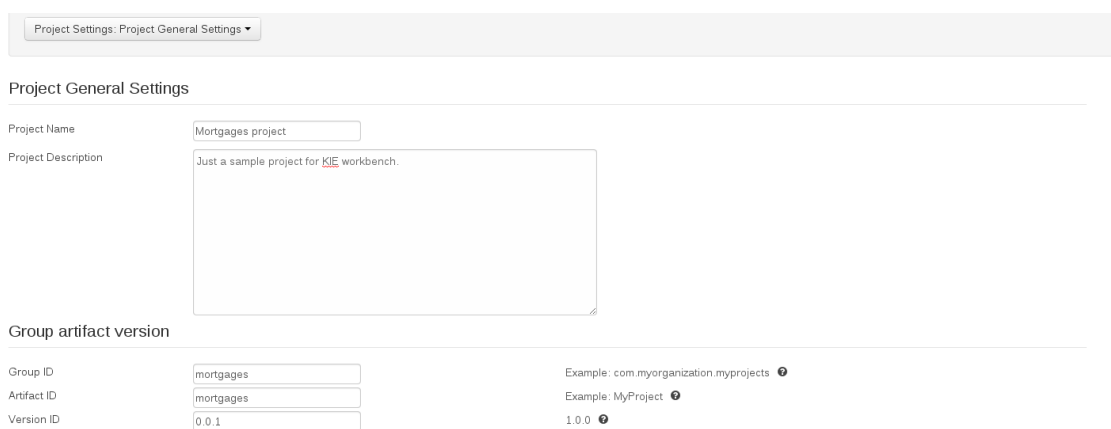 Project Settings: Project General Settings
Project General Settings
Project Name Mortgages project
Project Description Just a sample project for KIE workbench.
Group artifact version
Group ID mortgages Example: com.myorganization.myprojects
Artifact ID mortgages Example: MyProject
Version ID 0.0.1 1.0.0